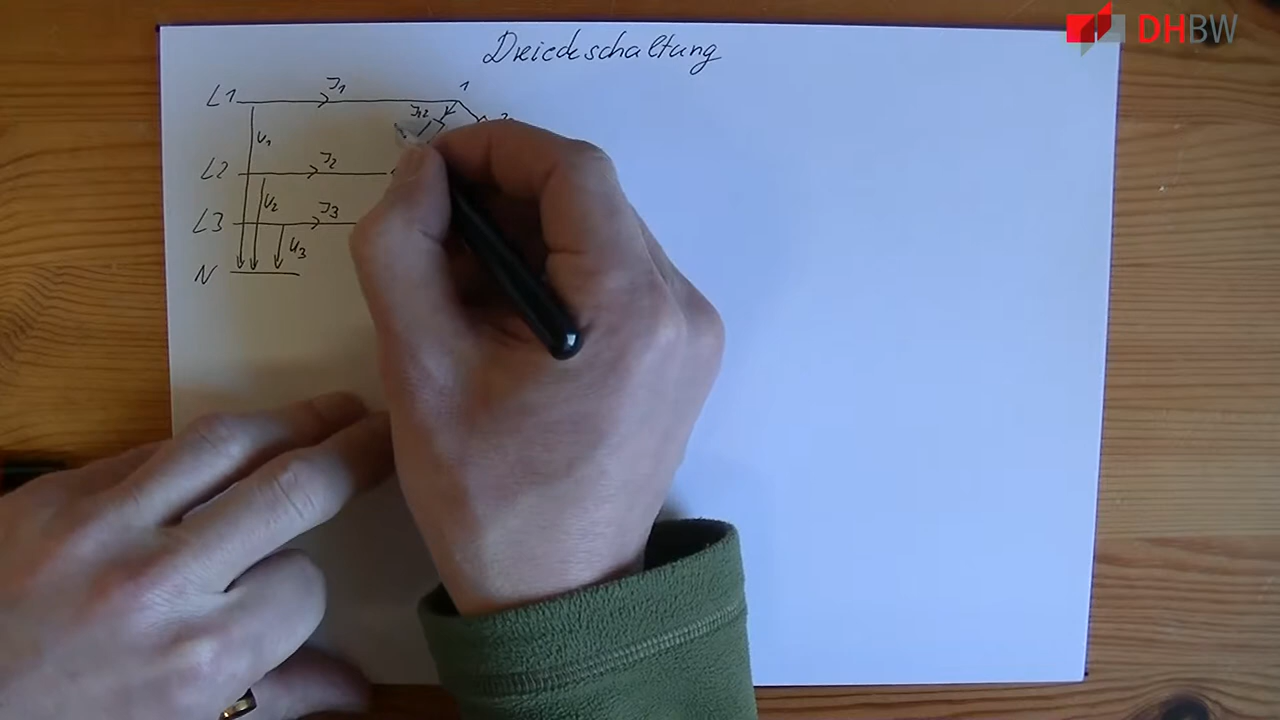 DHBW
Dreieckschaltung
L1 I1 1
I12
U1
L2 I2
U2
L3 I3
U3
N